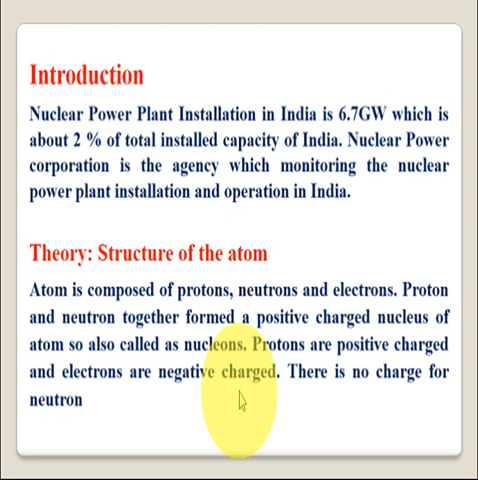 Introduction
Nuclear Power Plant Installation in India is 6.7GW which is
about 2 % of total installed capacity of India. Nuclear Power
corporation is the agency which monitoring the nuclear
power plant installation and operation in India.
Theory: Structure of the atom
Atom is composed of protons, neutrons and electrons. Proton
and neutron together formed a positive charged nucleus of
atom so also called as nucleons. Protons are positive charged
and electrons are negative charged. There is no charge for
neutron